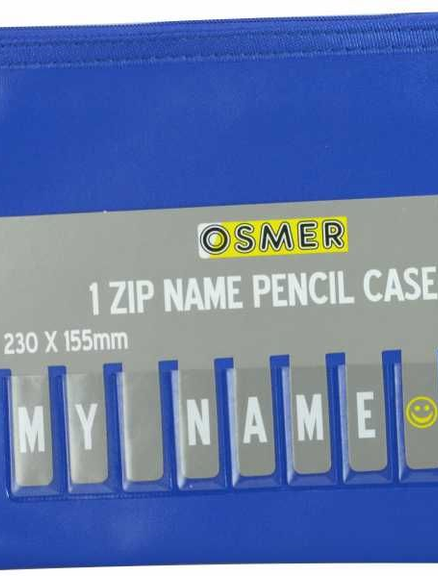 OSMER
1 ZIP NAME PENCIL CASE
230 X 155mm
MY NAME